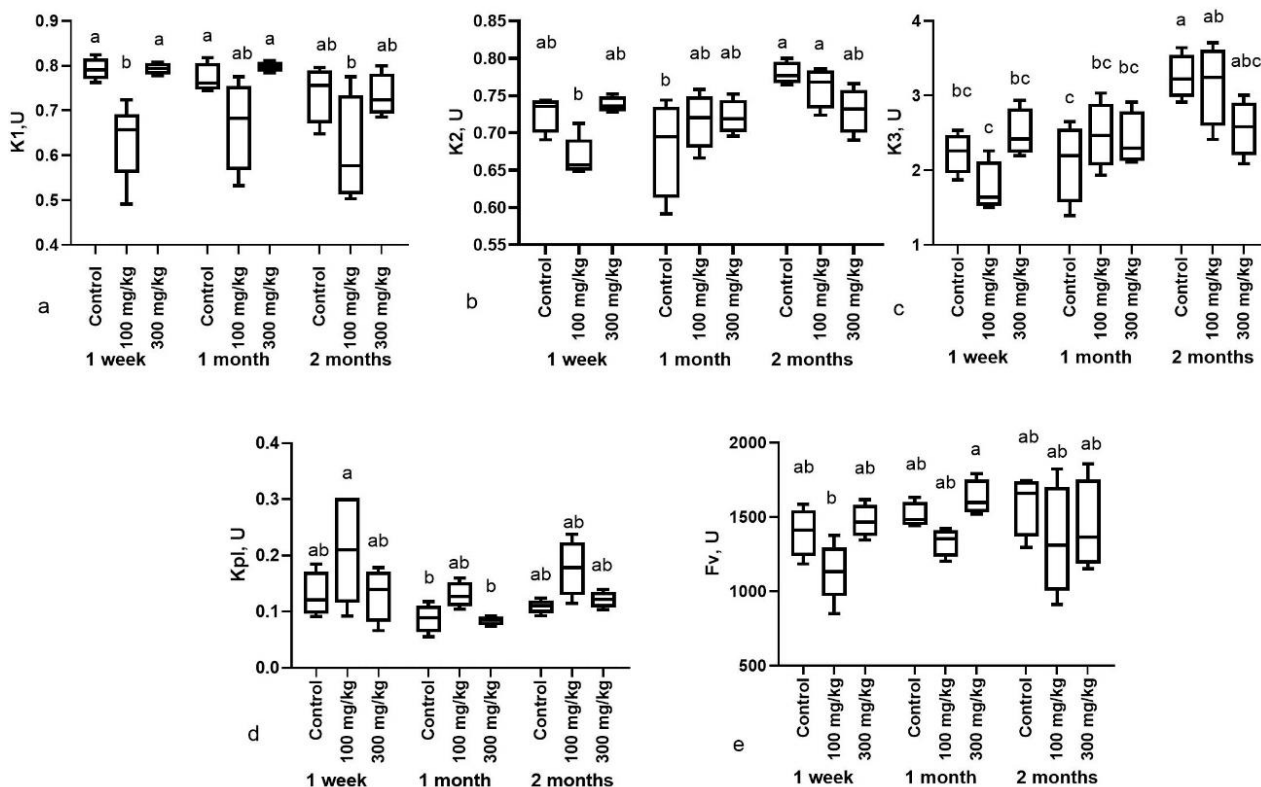 a b a a ab a ab b ab
0.9
0.8
0.7
0.6
0.5
0.4
K1,U
Control
100 mg/kg
300 mg/kg
Control
100 mg/kg
300 mg/kg
Control
100 mg/kg
300 mg/kg
1 week 1 month 2 months
a
ab b ab b ab ab a a ab
0.85
0.80
0.75
0.70
0.65
0.60
0.55
K2, U
Control
100 mg/kg
300 mg/kg
Control
100 mg/kg
300 mg/kg
Control
100 mg/kg
300 mg/kg
1 week 1 month 2 months
b
bc c bc c bc bc a ab abc
4
3
2
1
K3, U
Control
100 mg/kg
300 mg/kg
Control
100 mg/kg
300 mg/kg
Control
100 mg/kg
300 mg/kg
1 week 1 month 2 months
c
ab a ab b ab b ab ab ab
0.4
0.3
0.2
0.1
0.0
Kpl, U
Control
100 mg/kg
300 mg/kg
Control
100 mg/kg
300 mg/kg
Control
100 mg/kg
300 mg/kg
1 week 1 month 2 months
d
ab b ab ab ab a ab ab ab
2000
1500
1000
500
Fv, U
Control
100 mg/kg
300 mg/kg
Control
100 mg/kg
300 mg/kg
Control
100 mg/kg
300 mg/kg
1 week 1 month 2 months
e